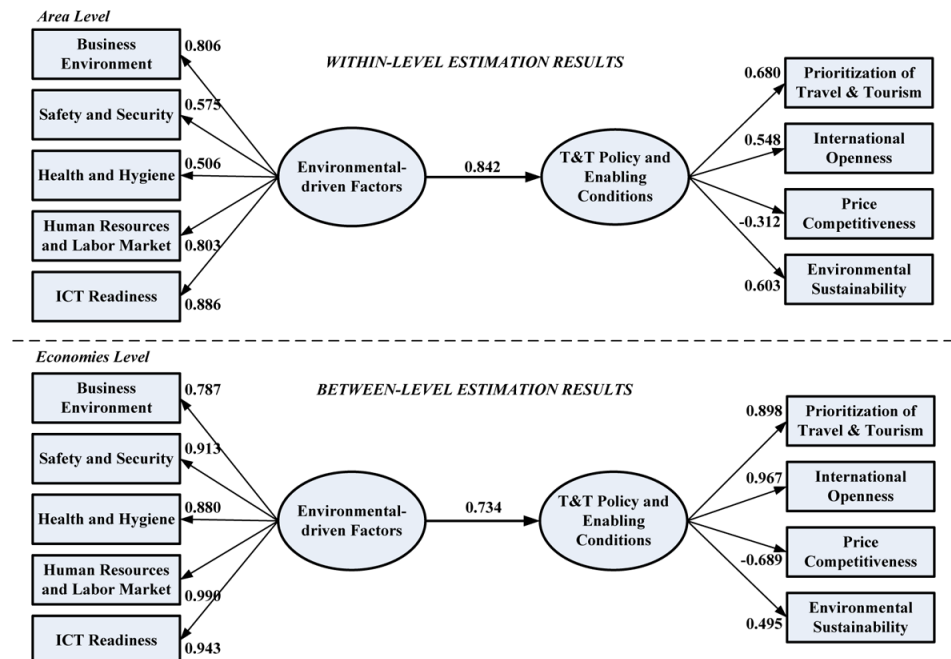 Area Level
WITHIN-LEVEL ESTIMATION RESULTS
Business
Environment
0.806
Safety and Security
0.575
Health and Hygiene
0.506
Human Resources
and Labor Market
0.803
ICT Readiness
0.886
Environmental-
driven Factors
0.842
T&T Policy and
Enabling
Conditions
0.680
Prioritization of
Travel & Tourism
0.548
International
Openness
-0.312
Price
Competitiveness
0.603
Environmental
Sustainability
Economies Level
BETWEEN-LEVEL ESTIMATION RESULTS
Business
Environment
0.787
Safety and Security
0.913
Health and Hygiene
0.880
Human Resources
and Labor Market
0.990
ICT Readiness
0.943
Environmental-
driven Factors
0.734
T&T Policy and
Enabling
Conditions
0.898
Prioritization of
Travel & Tourism
0.967
International
Openness
-0.689
Price
Competitiveness
0.495
Environmental
Sustainability